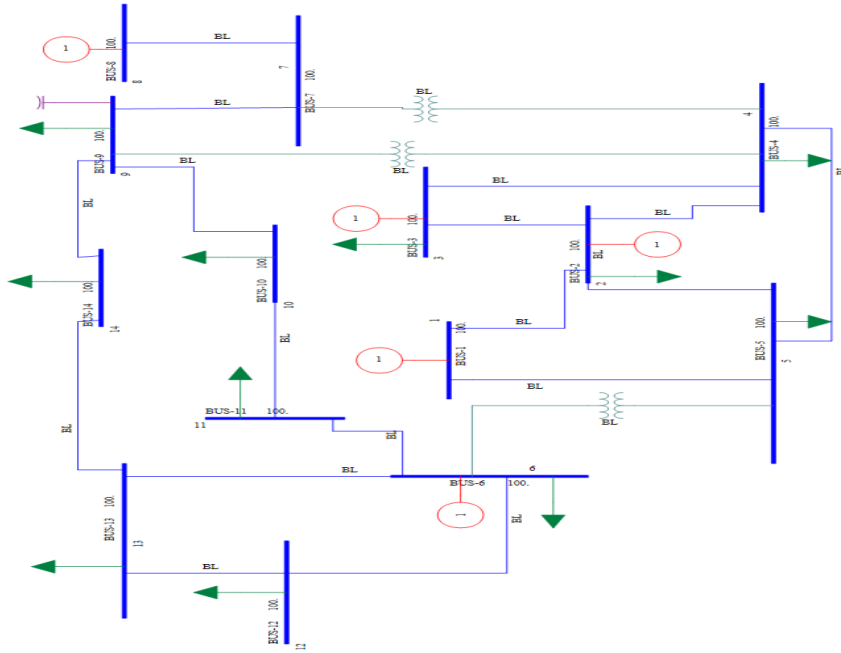 BL
1
100.
BUS-8
8
7
100.
BUS-7
BL
BL
4
100.
BUS-4
100.
BUS-9
9
BL
BL
BL
BL
BL
1
100.
BUS-3
3
BL
BL
1
100.
BUS-2
BL
2
100.
BUS-10
10
100.
BUS-14
14
1
100.
BUS-1
BL
1
100.
BUS-5
5
BL
BL
BL
BUS-11 100.
11
BL
BL
BL
6
BUS-6 100.
1
BL
100.
BUS-13
13
BL
100.
BUS-12
12